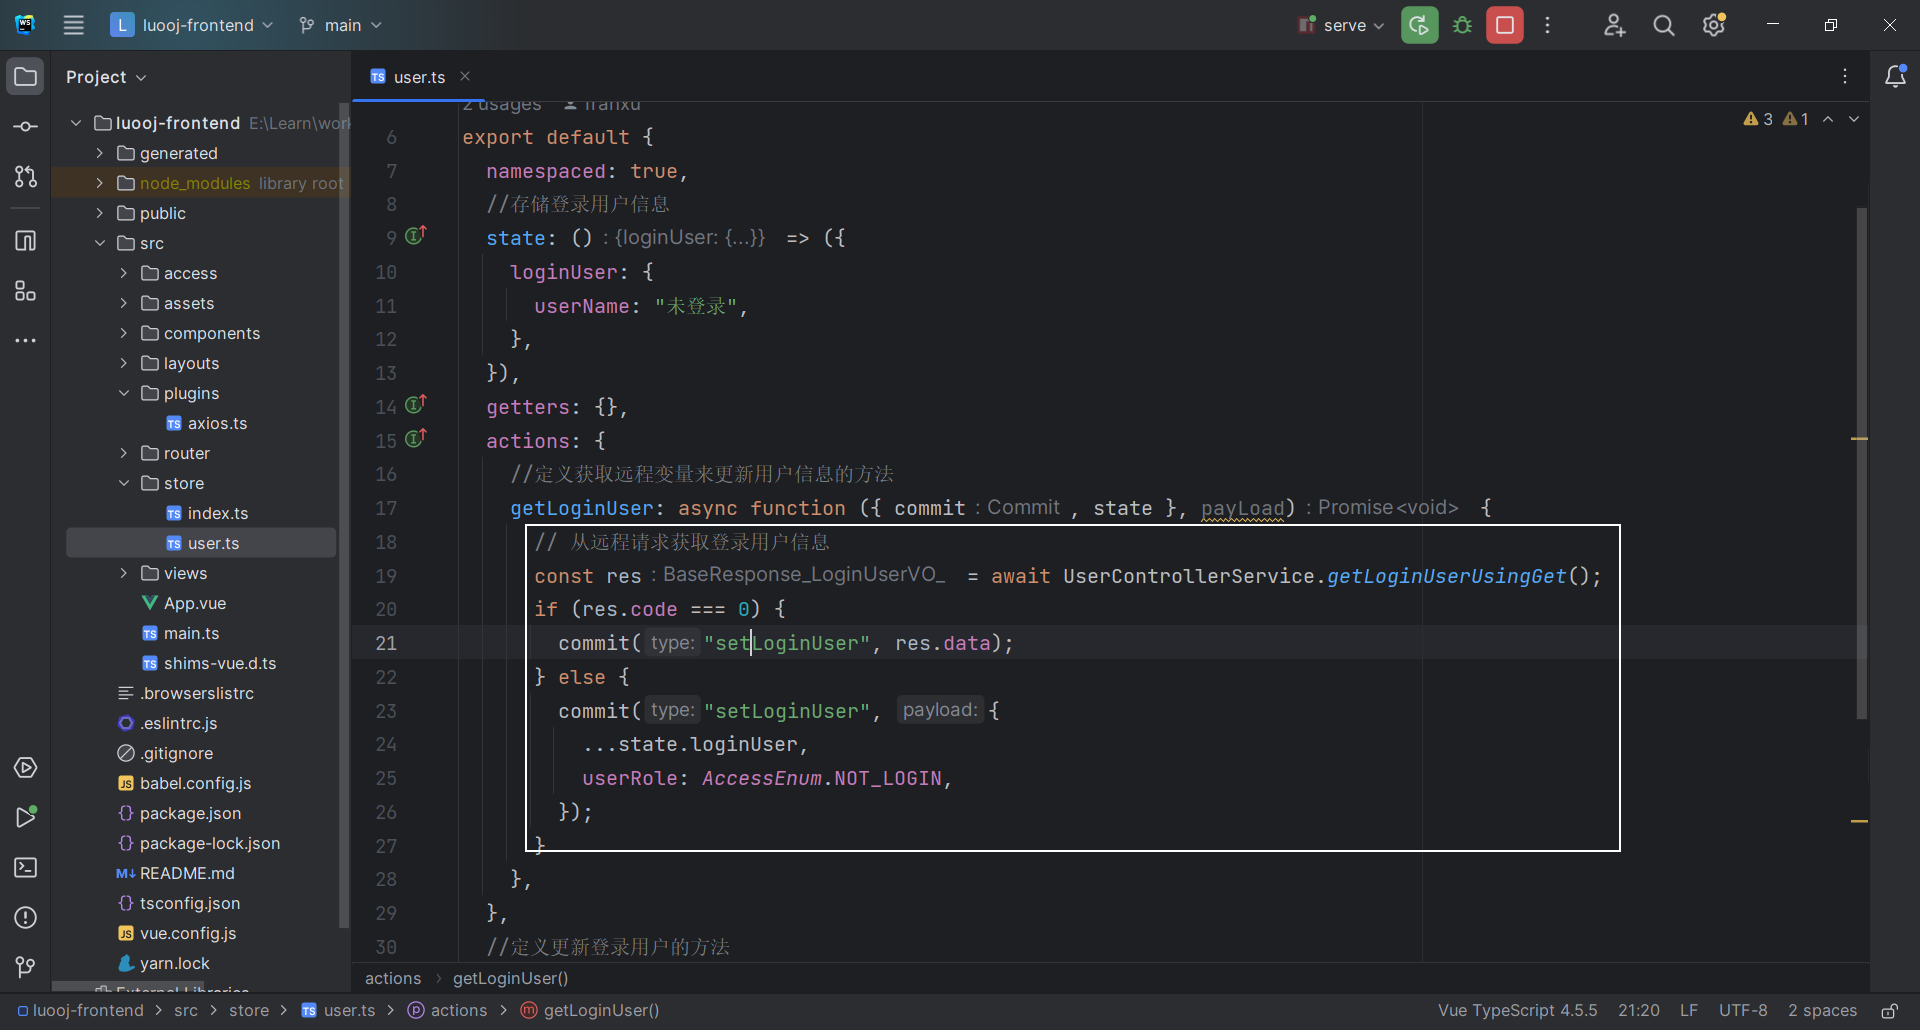 L luooj-frontend main serve
Project
user.ts
luooj-frontend E:\Learn\wor
generated
node_modules library root
public
src
access
assets
components
layouts
plugins
axios.ts
router
store
index.ts
user.ts
views
App.vue
main.ts
shims-vue.d.ts
.browserslistrc
.eslintrc.js
.gitignore
babel.config.js
package.json
package-lock.json
README.md
tsconfig.json
vue.config.js
yarn.lock
External Libraries
2 usages franxu
3 1
6 export default {
7 namespaced: true,
8 //存储登录用户信息
9 state: () : {loginUser: {...}} => ({
10 loginUser: {
11 userName: "未登录",
12 },
13 }),
14 getters: {},
15 actions: {
16 //定义获取远程变量来更新用户信息的方法
17 getLoginUser: async function ({ commit : Commit , state }, payLoad) : Promise<void> {
18 // 从远程请求获取登录用户信息
19 const res : BaseResponse_LoginUserVO_ = await UserControllerService.getLoginUserUsingGet();
20 if (res.code === 0) {
21 commit( type: "setLoginUser", res.data);
22 } else {
23 commit( type: "setLoginUser", payload: {
24 ...state.loginUser,
25 userRole: AccessEnum.NOT_LOGIN,
26 });
27 }
28 },
29 },
30 //定义更新登录用户的方法
actions > getLoginUser()
luooj-frontend > src > store > user.ts > actions > getLoginUser()
Vue TypeScript 4.5.5 21:20 LF UTF-8 2 spaces